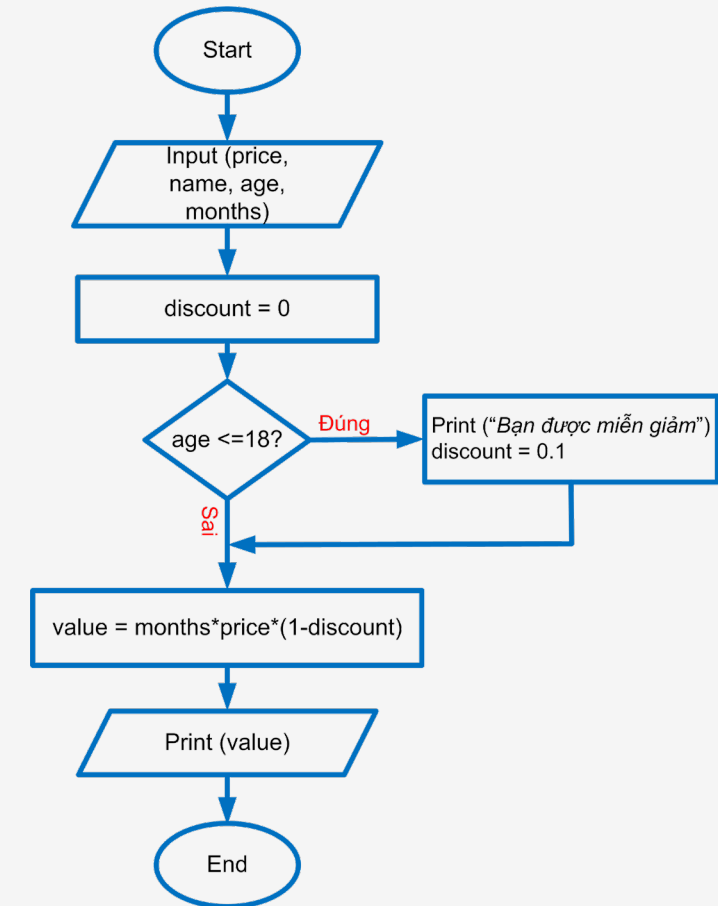 Start
Input (price,
name, age,
months)
discount = 0
age <=18?
Đúng
Print (“Bạn được miễn giảm”)
discount = 0.1
Sai
value = months*price*(1-discount)
Print (value)
End